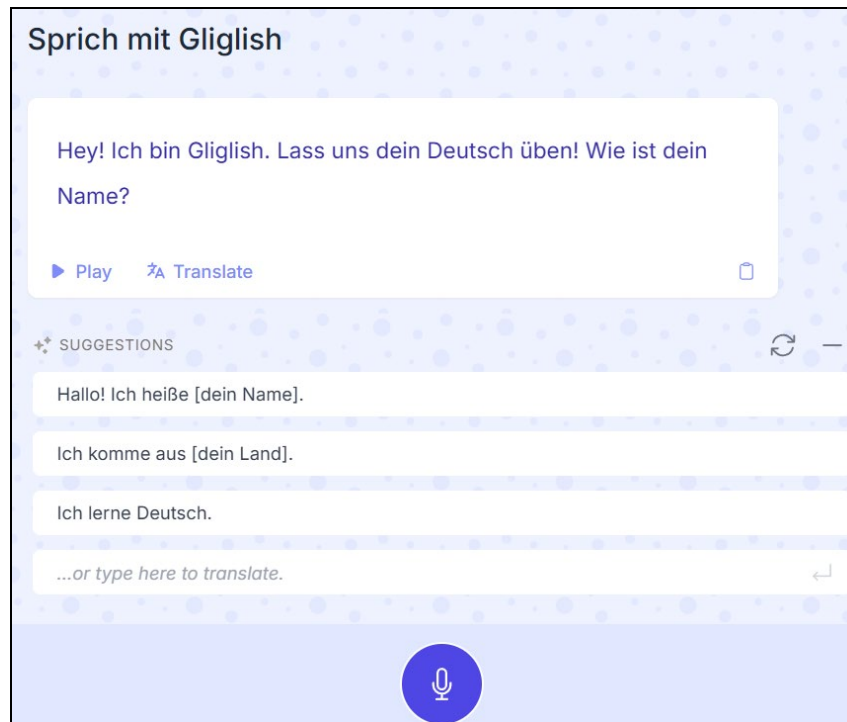 Sprich mit Gliglish
Hey! Ich bin Gliglish. Lass uns dein Deutsch üben! Wie ist dein
Name?
Play Translate
SUGGESTIONS
Hallo! Ich heiße [dein Name].
Ich komme aus [dein Land].
Ich lerne Deutsch.
...or type here to translate.